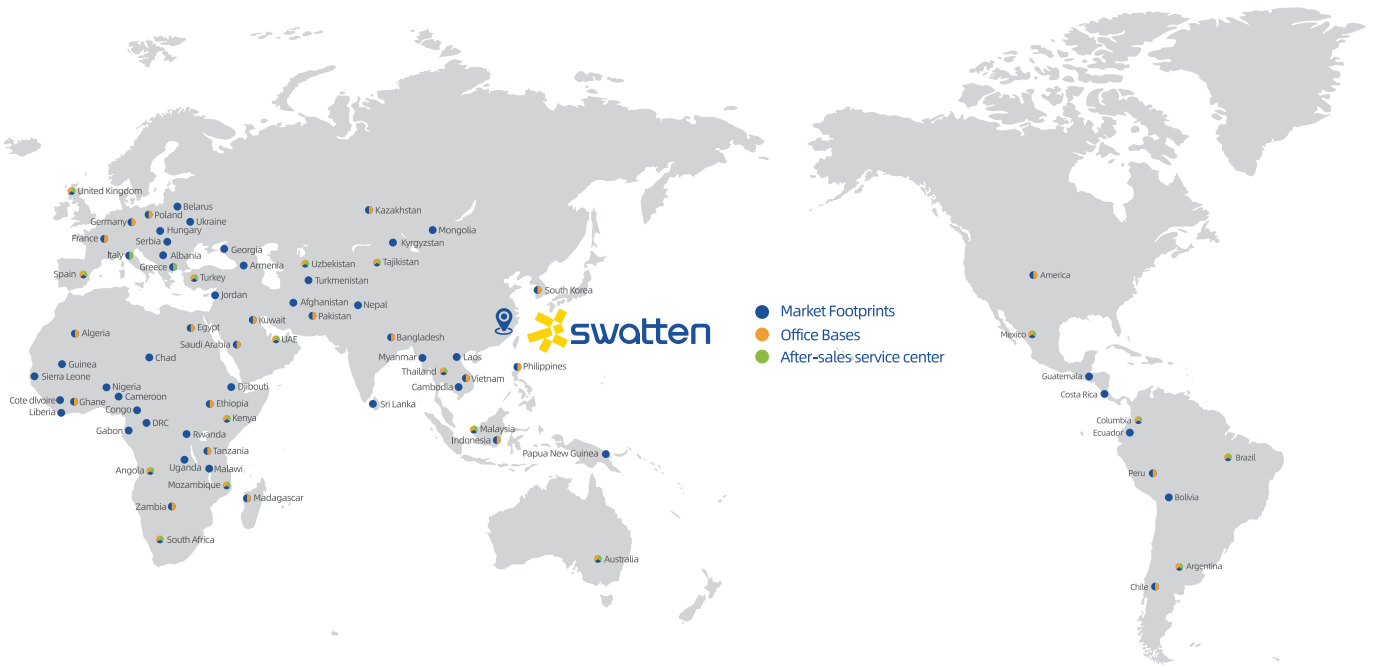 United Kingdom
Belarus
Poland
Germany
Ukraine
Hungary
France
Serbia
Italy
Albania
Greece
Spain
Turkey
Georgia
Armenia
Jordan
Kazakhstan
Mongolia
Kyrgyzstan
Uzbekistan
Tajikistan
Turkmenistan
Afghanistan
Nepal
Pakistan
South Korea
swatten
Kuwait
Egypt
Saudi Arabia
UAE
Algeria
Bangladesh
Myanmar
Laos
Thailand
Vietnam
Cambodia
Philippines
Sri Lanka
Malaysia
Indonesia
Papua New Guinea
Chad
Guinea
Sierra Leone
Nigeria
Djibouti
Cameroon
Cote dlvoire
Ghane
Congo
Ethiopia
Liberia
Kenya
DRC
Gabon
Rwanda
Tanzania
Uganda
Malawi
Angola
Mozambique
Madagascar
Zambia
South Africa
Australia
Market Footprints
Office Bases
After-sales service center
America
Mexico
Guatemala
Costa Rica
Columbia
Ecuador
Brazil
Peru
Bolivia
Argentina
Chile